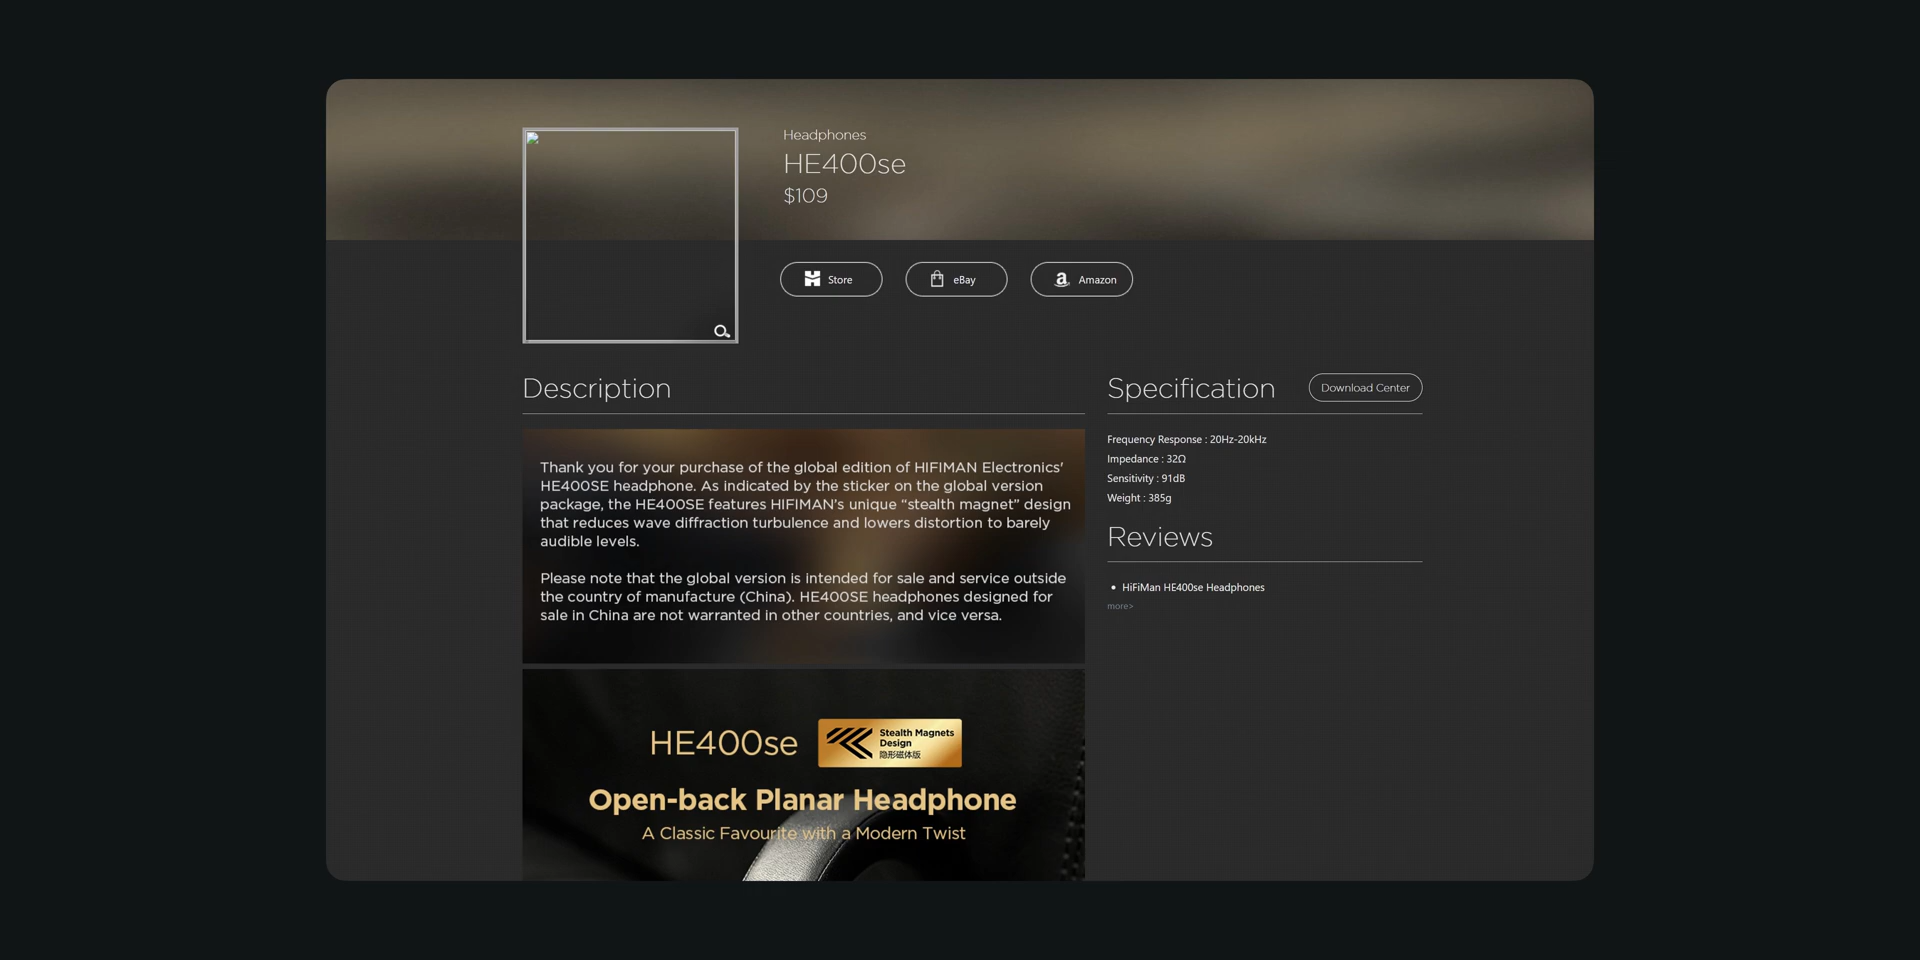 Headphones
HE400se
$109
Store
eBay
Amazon
Description
Thank you for your purchase of the global edition of HIFIMAN Electronics'
HE400SE headphone. As indicated by the sticker on the global version
package, the HE400SE features HIFIMAN’s unique “stealth magnet” design
that reduces wave diffraction turbulence and lowers distortion to barely
audible levels.
Please note that the global version is intended for sale and service outside
the country of manufacture (China). HE400SE headphones designed for
sale in China are not warranted in other countries, and vice versa.
HE400se
Stealth Magnets
Design
隐形磁体版
Open-back Planar Headphone
A Classic Favourite with a Modern Twist
Specification
Download Center
Frequency Response : 20Hz-20kHz
Impedance : 32Ω
Sensitivity : 91dB
Weight : 385g
Reviews
HiFiMan HE400se Headphones
more>